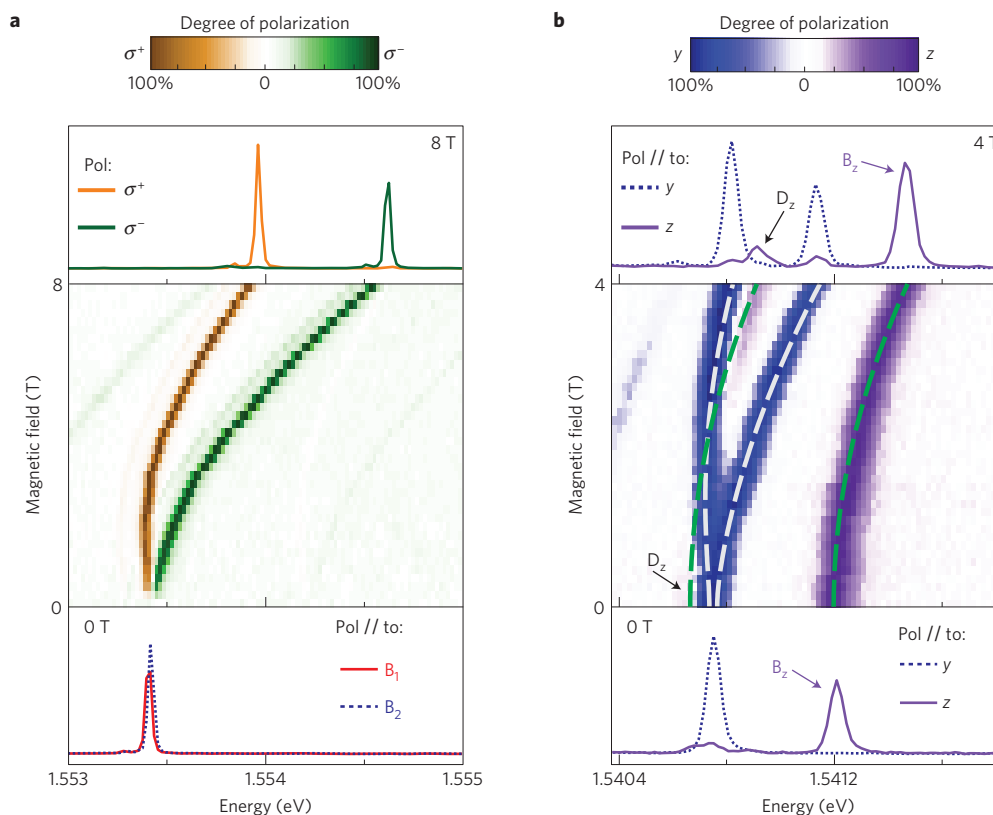 a
Degree of polarization
σ+ σ−
100% 0 100%
8 T
Pol:
σ+
σ−
8
Magnetic field (T)
0
0 T
Pol // to:
B1
B2
1.553 1.554 1.555
Energy (eV)
b
Degree of polarization
y z
100% 0 100%
4 T
Pol // to:
y
z
Bz
Dz
4
Magnetic field (T)
Dz
0
0 T
Pol // to:
y
z
Bz
1.5404 1.5412
Energy (eV)